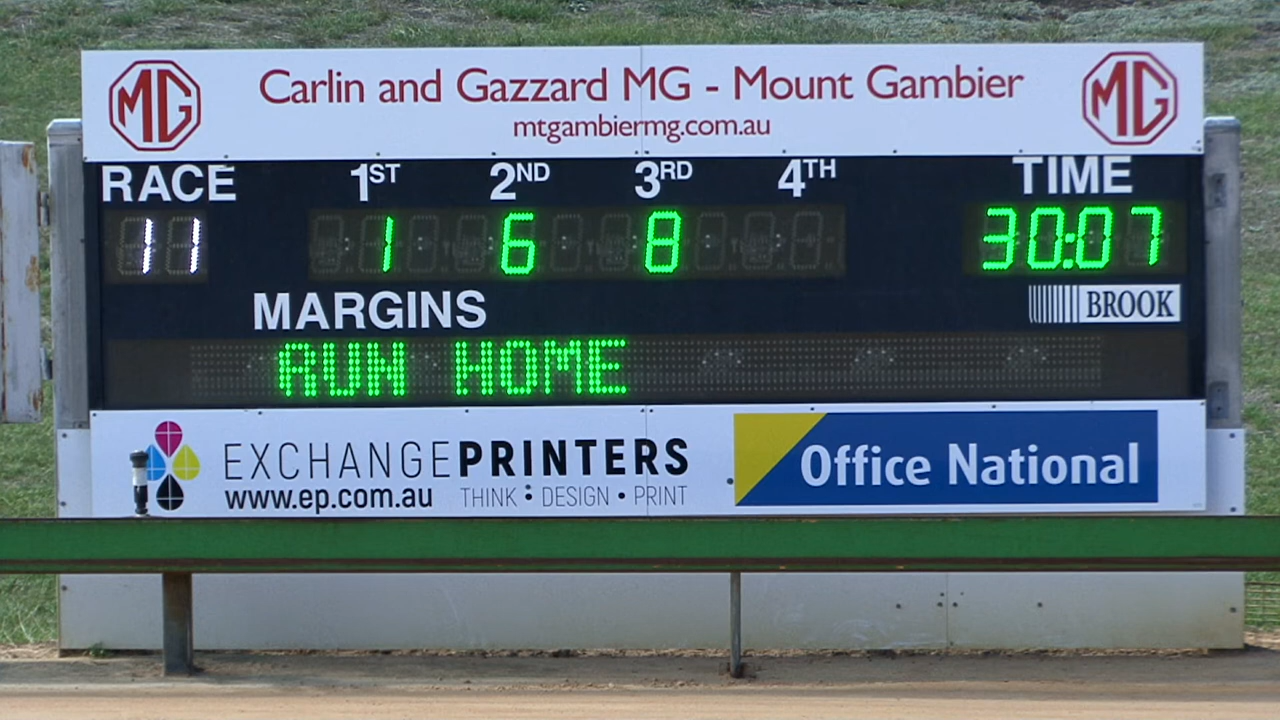 MG Carlin and Gazzard MG - Mount Gambier MG
mtgambiermg.com.au
RACE 1ST 2ND 3RD 4TH TIME
11 1 6 8 30:07
MARGINS BROOK
RUN HOME
EXCHANGEPRINTERS Office National
www.ep.com.au THINK : DESIGN • PRINT